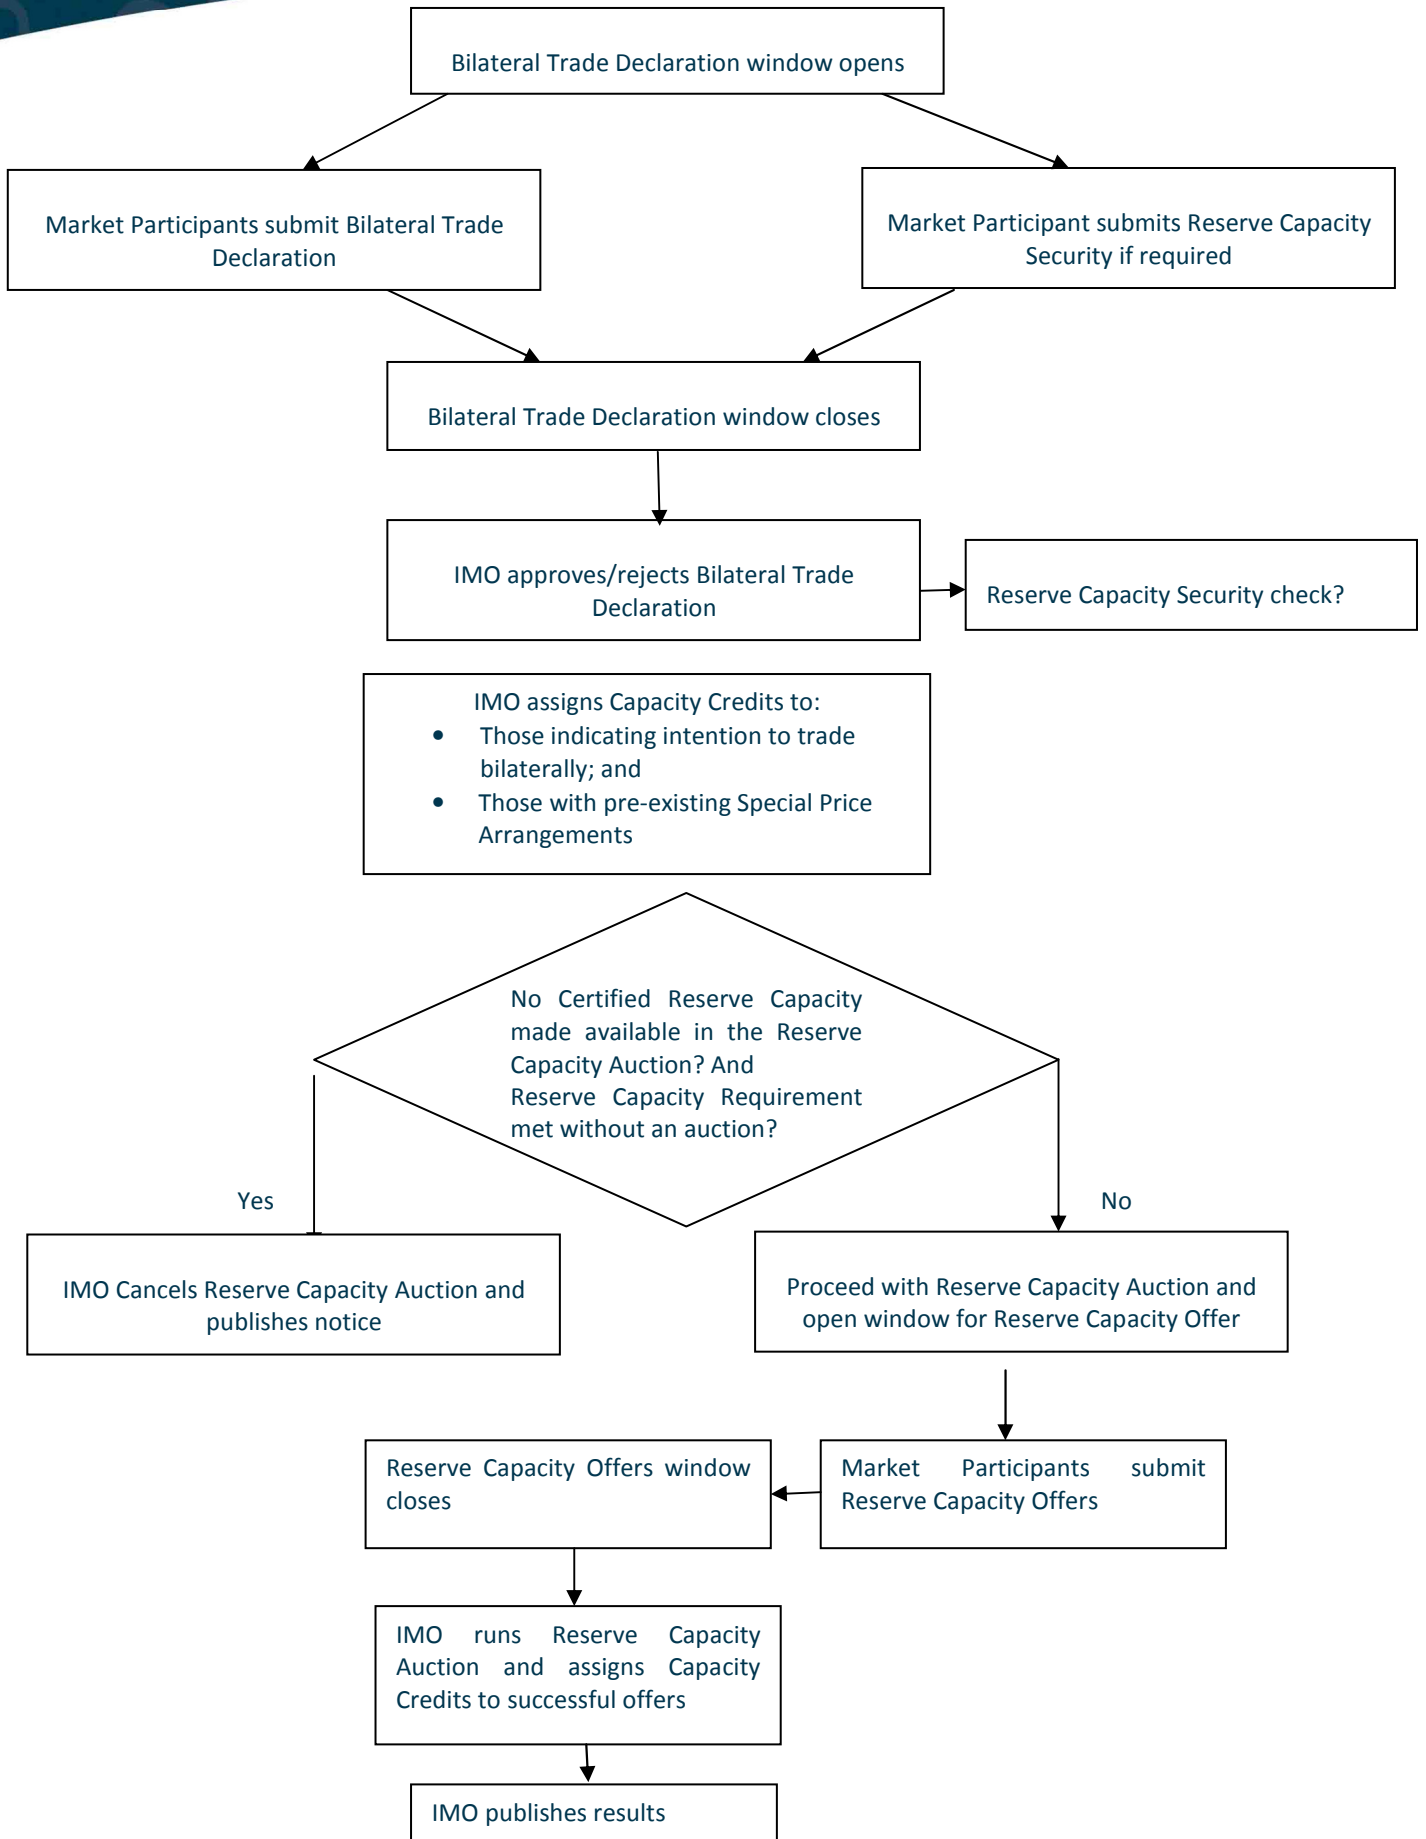 Bilateral Trade Declaration window opens
Market Participants submit Bilateral Trade
Declaration
Market Participant submits Reserve Capacity
Security if required
Bilateral Trade Declaration window closes
IMO approves/rejects Bilateral Trade
Declaration
Reserve Capacity Security check?
IMO assigns Capacity Credits to:
• Those indicating intention to trade
bilaterally; and
• Those with pre-existing Special Price
Arrangements
No Certified Reserve Capacity
made available in the Reserve
Capacity Auction? And
Reserve Capacity Requirement
met without an auction?
Yes
No
IMO Cancels Reserve Capacity Auction and
publishes notice
Proceed with Reserve Capacity Auction and
open window for Reserve Capacity Offer
Market Participants submit
Reserve Capacity Offers
Reserve Capacity Offers window
closes
IMO runs Reserve Capacity
Auction and assigns Capacity
Credits to successful offers
IMO publishes results